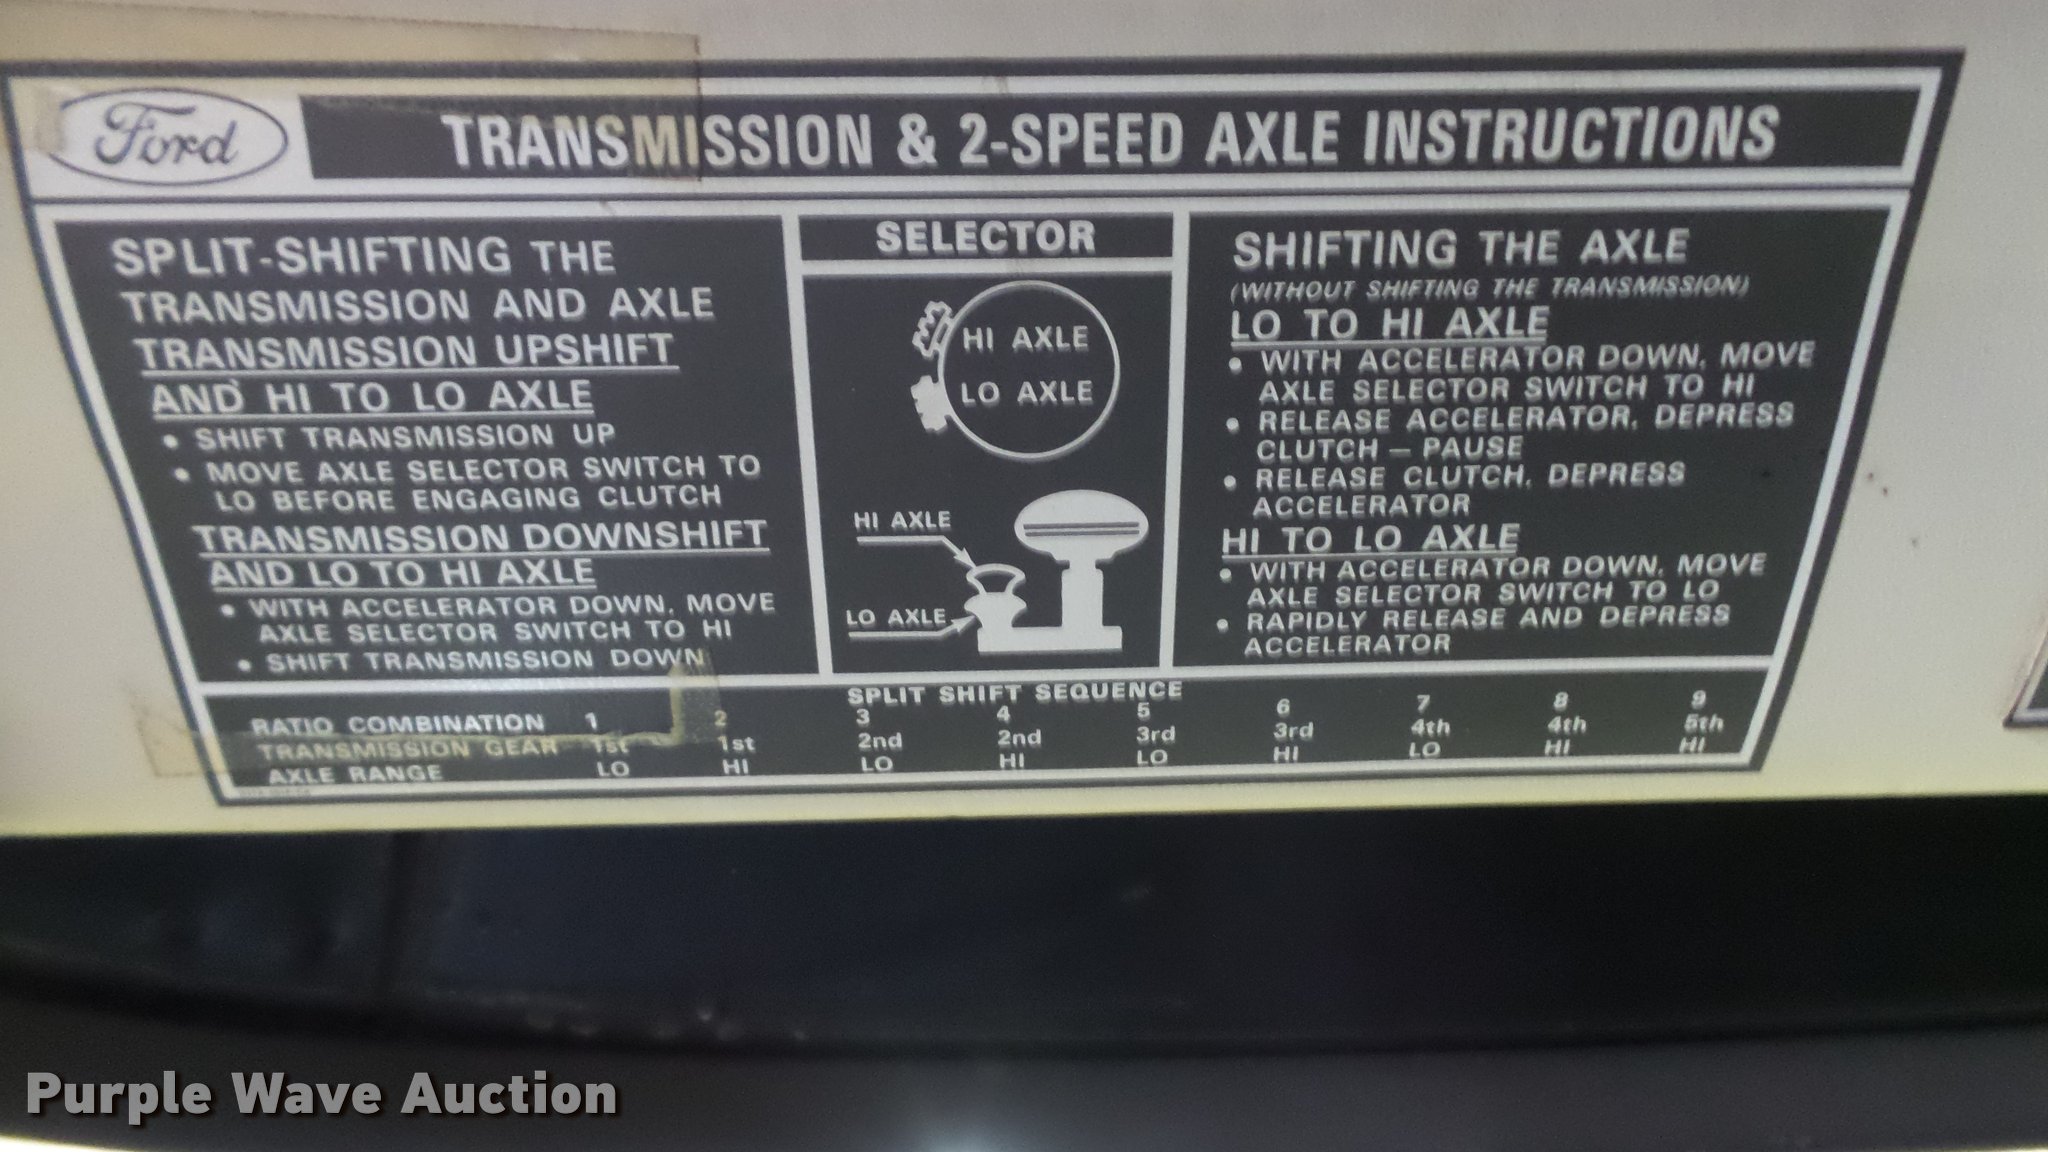 Ford
TRANSMISSION & 2-SPEED AXLE INSTRUCTIONS
SPLIT-SHIFTING THE
TRANSMISSION AND AXLE
TRANSMISSION UPSHIFT
AND HI TO LO AXLE
• SHIFT TRANSMISSION UP
• MOVE AXLE SELECTOR SWITCH TO
LO BEFORE ENGAGING CLUTCH
TRANSMISSION DOWNSHIFT
AND LO TO HI AXLE
• WITH ACCELERATOR DOWN, MOVE
AXLE SELECTOR SWITCH TO HI
• SHIFT TRANSMISSION DOWN
SELECTOR
HI AXLE
LO AXLE
HI AXLE
LO AXLE
SHIFTING THE AXLE
(WITHOUT SHIFTING THE TRANSMISSION)
LO TO HI AXLE
• WITH ACCELERATOR DOWN, MOVE
AXLE SELECTOR SWITCH TO HI
• RELEASE ACCELERATOR, DEPRESS
CLUTCH – PAUSE
• RELEASE CLUTCH, DEPRESS
ACCELERATOR
HI TO LO AXLE
• WITH ACCELERATOR DOWN, MOVE
AXLE SELECTOR SWITCH TO LO
• RAPIDLY RELEASE AND DEPRESS
ACCELERATOR
SPLIT SHIFT SEQUENCE
RATIO COMBINATION 1 2 3 4 5 6 7 8 9
TRANSMISSION GEAR 1st 1st 2nd 2nd 3rd 3rd 4th 4th 5th
AXLE RANGE LO HI LO HI LO HI LO HI HI
Purple Wave Auction